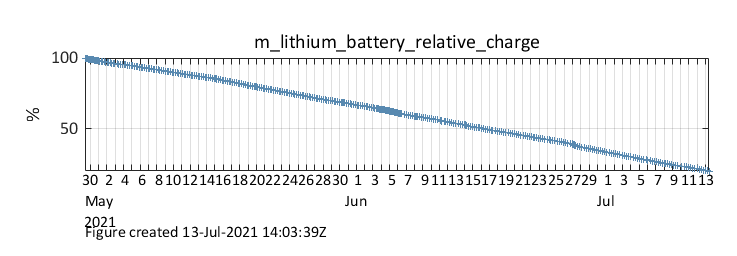 m_lithium_battery_relative_charge
100
%
50
30 2 4 6 8 10 12 14 16 18 20 22 24 26 28 30 1 3 5 7 9 11 13 15 17 19 21 23 25 27 29 1 3 5 7 9 11 13
May Jun Jul
2021
Figure created 13-Jul-2021 14:03:39Z